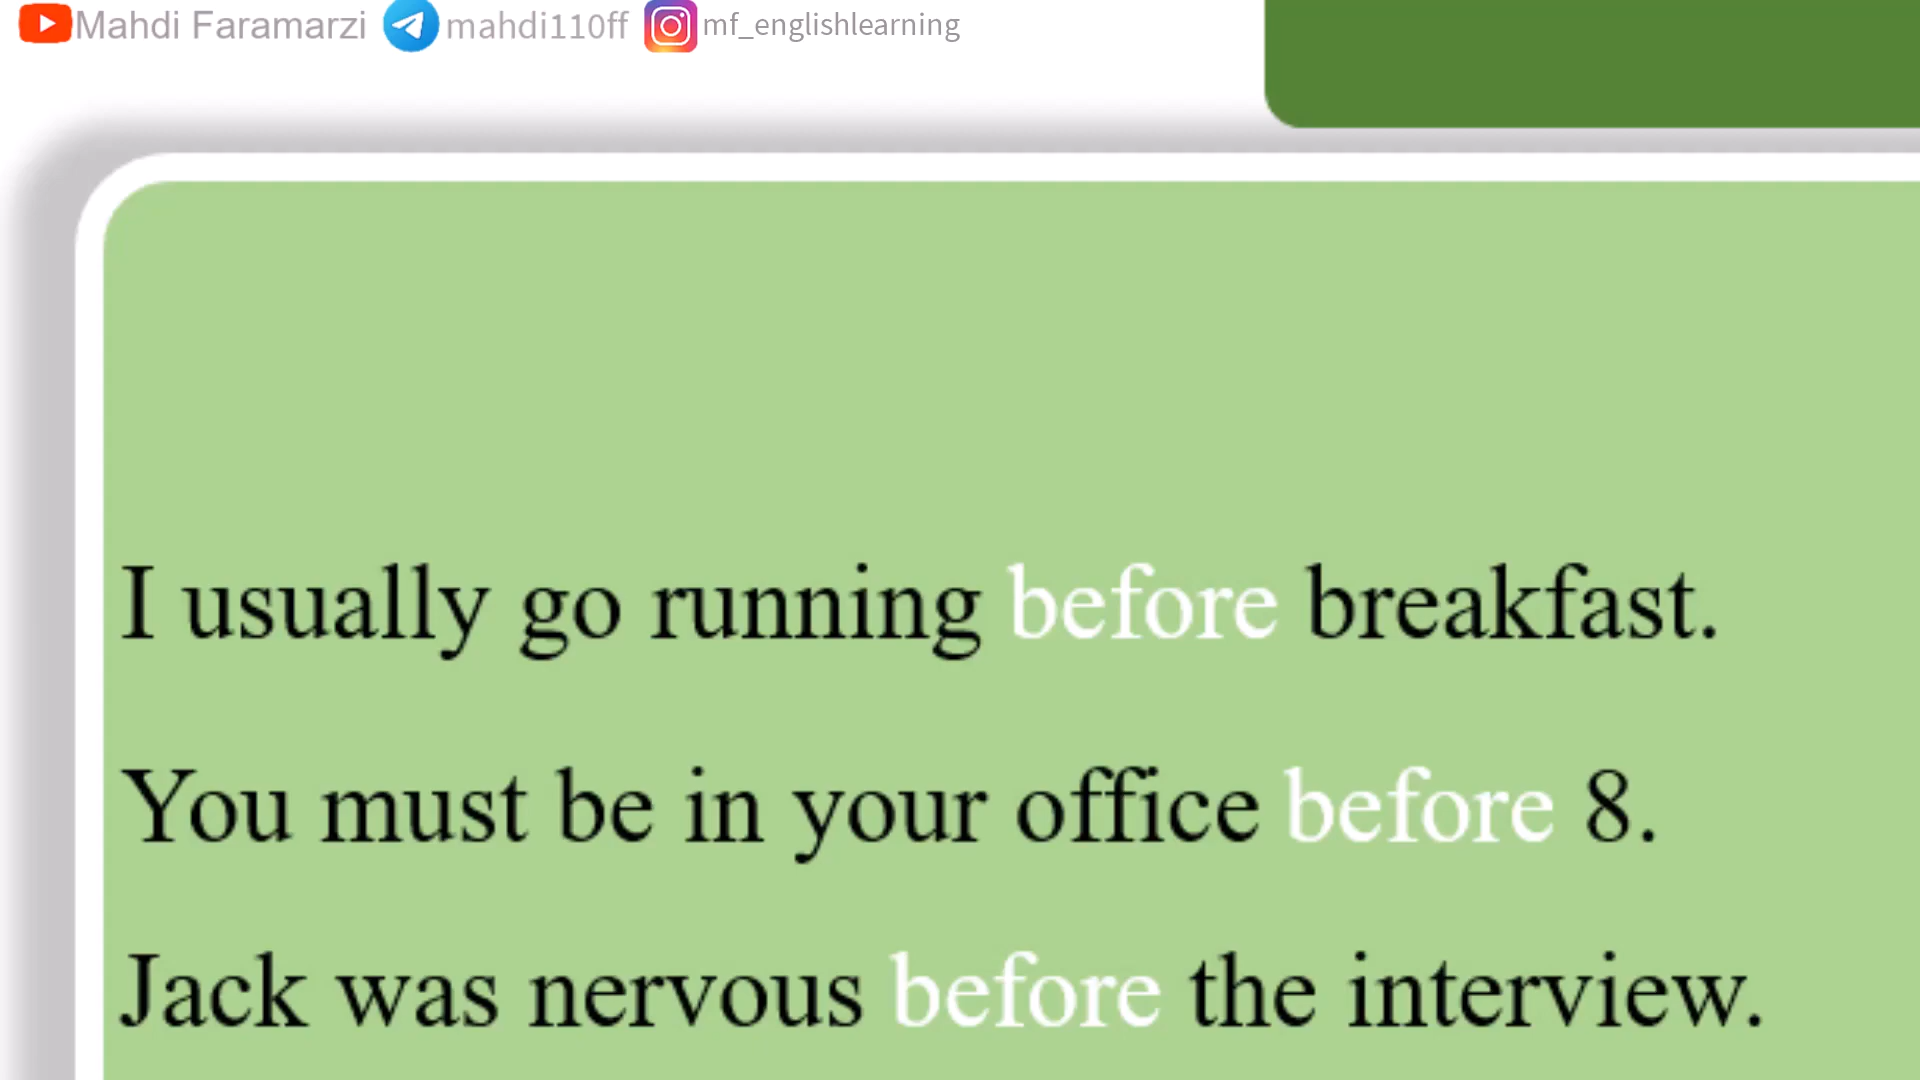 Mahdi Faramarzi mahdi110ff mf_englishlearning
I usually go running before breakfast.
You must be in your office before 8.
Jack was nervous before the interview.